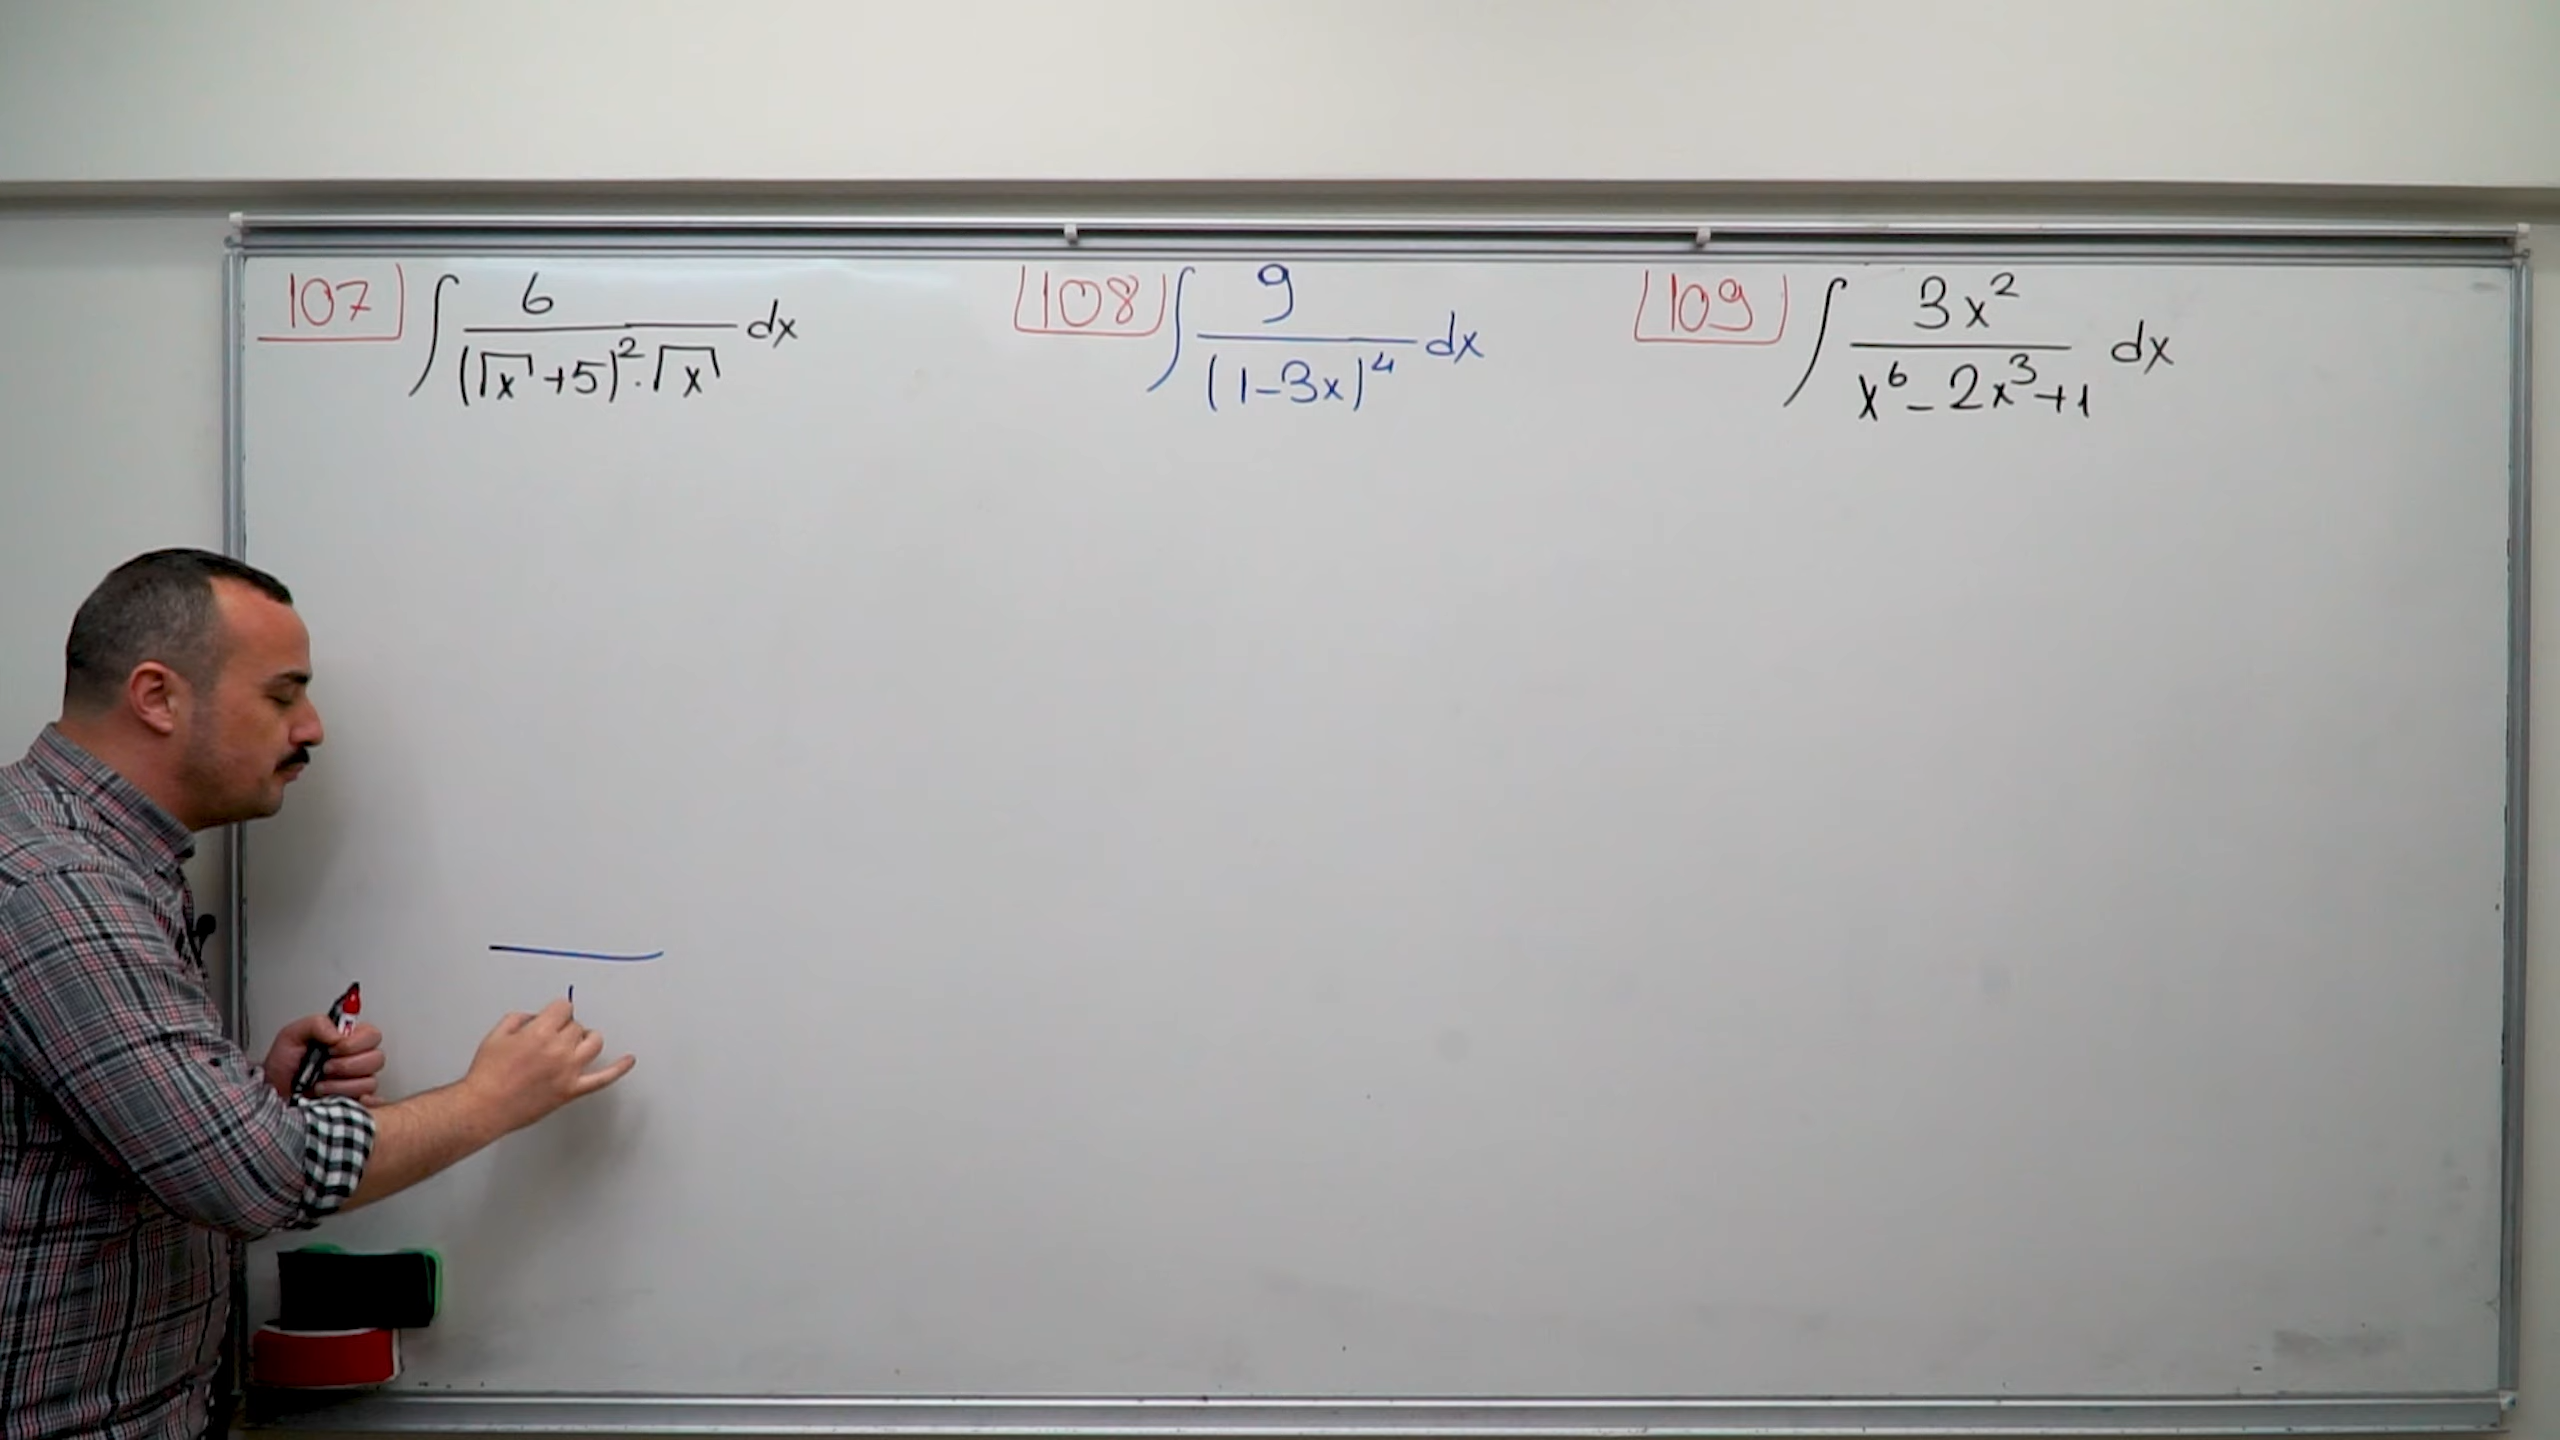 107 ∫ 6/((√x+5)²·√x) dx
108 ∫ 9/(1-3x)⁴ dx
109 ∫ 3x²/(x⁶-2x³+1) dx